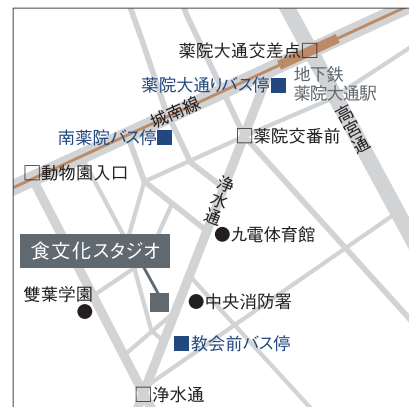 薬院大通交差点
薬院大通りバス停
地下鉄
薬院大通駅
城南線
南薬院バス停
薬院交番前
高宮通
動物園入口
浄水通
九電体育館
食文化スタジオ
雙葉学園
中央消防署
教会前バス停
浄水通